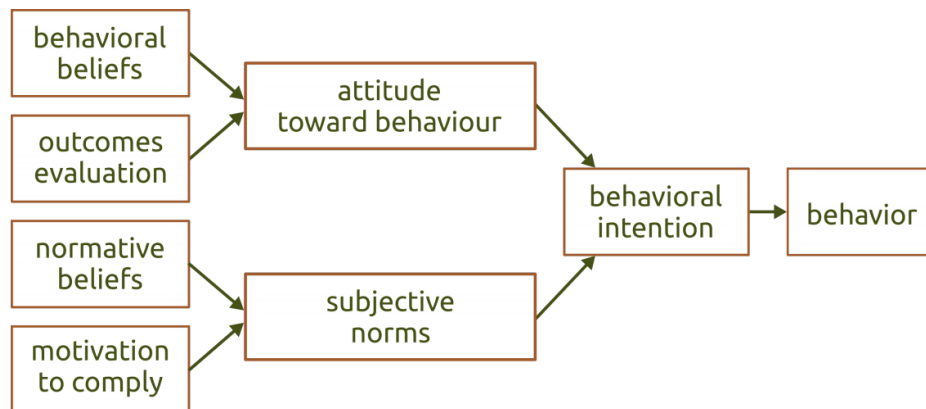 behavioral
beliefs
outcomes
evaluation
normative
beliefs
motivation
to comply
attitude
toward behaviour
subjective
norms
behavioral
intention
behavior